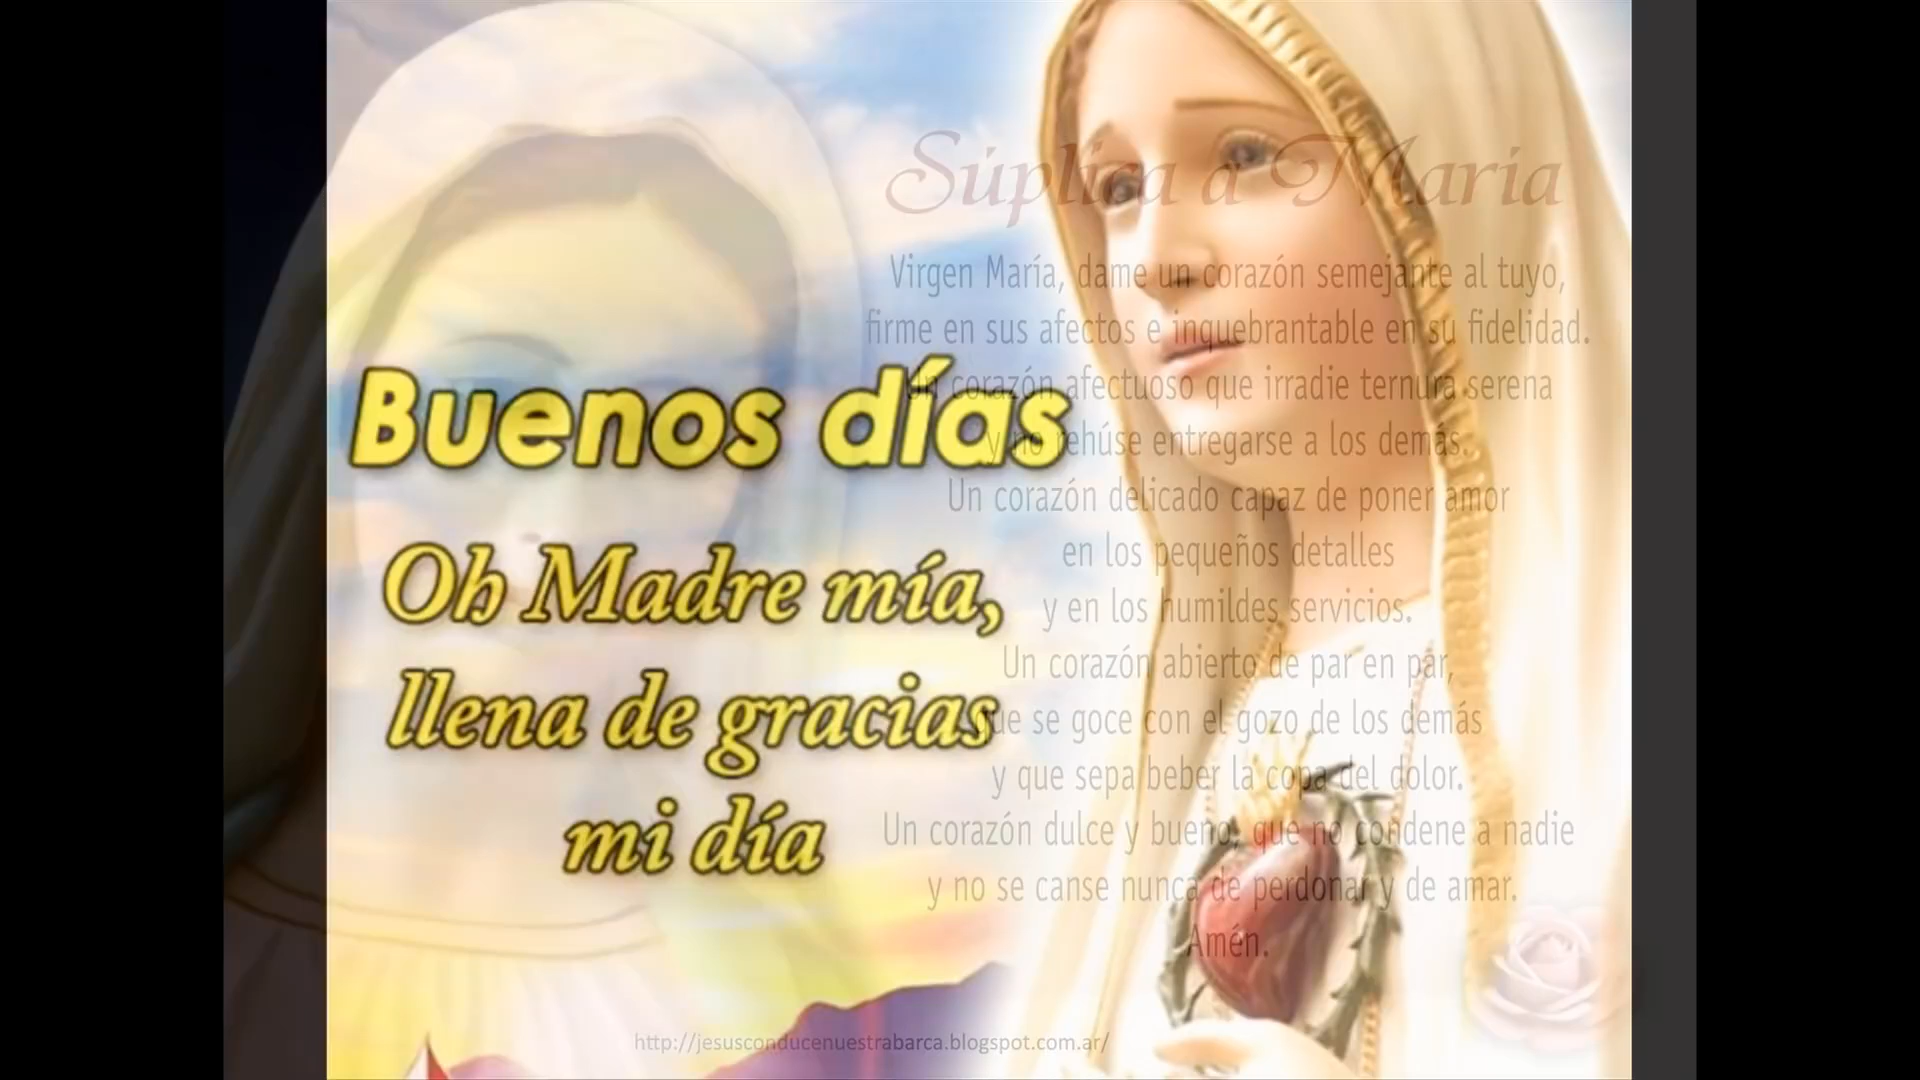 Buenos días
Oh Madre mía,
llena de gracias
mi día
Súplica a María
Virgen María, dame un corazón semejante al tuyo,
firme en sus afectos e inquebrantable en su fidelidad.
Un corazón afectuoso que irradie ternura serena
y no rehúse entregarse a los demás.
Un corazón delicado capaz de poner amor
en los pequeños detalles
y en los humildes servicios.
Un corazón abierto de par en par,
que se goce con el gozo de los demás
y que sepa beber la copa del dolor.
Un corazón dulce y bueno, que no condene a nadie
y no se canse nunca de perdonar y de amar.
Amén.
http://jesusconducenuestrabarca.blogspot.com.ar/